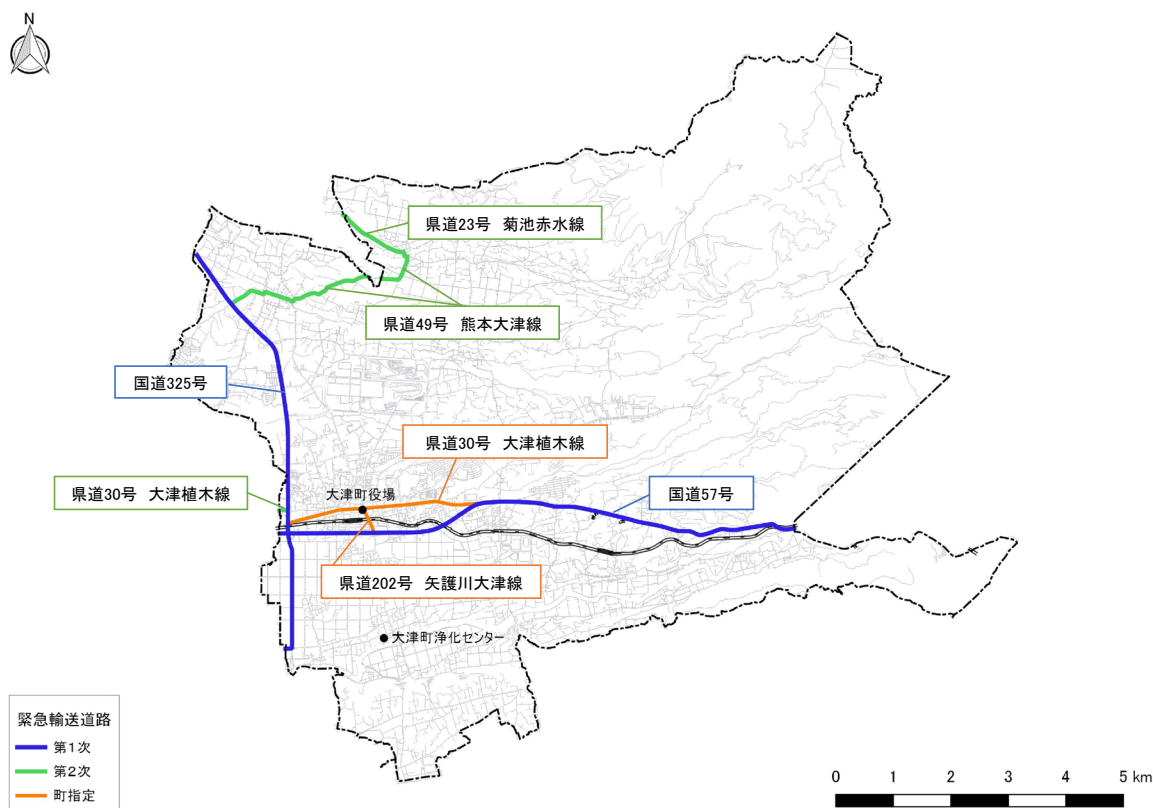 N
県道23号 菊池赤水線
県道49号 熊本大津線
国道325号
県道30号 大津植木線
県道30号 大津植木線
大津町役場
国道57号
県道202号 矢護川大津線
大津町浄化センター
緊急輸送道路
第1次
第2次
町指定
0 1 2 3 4 5 km